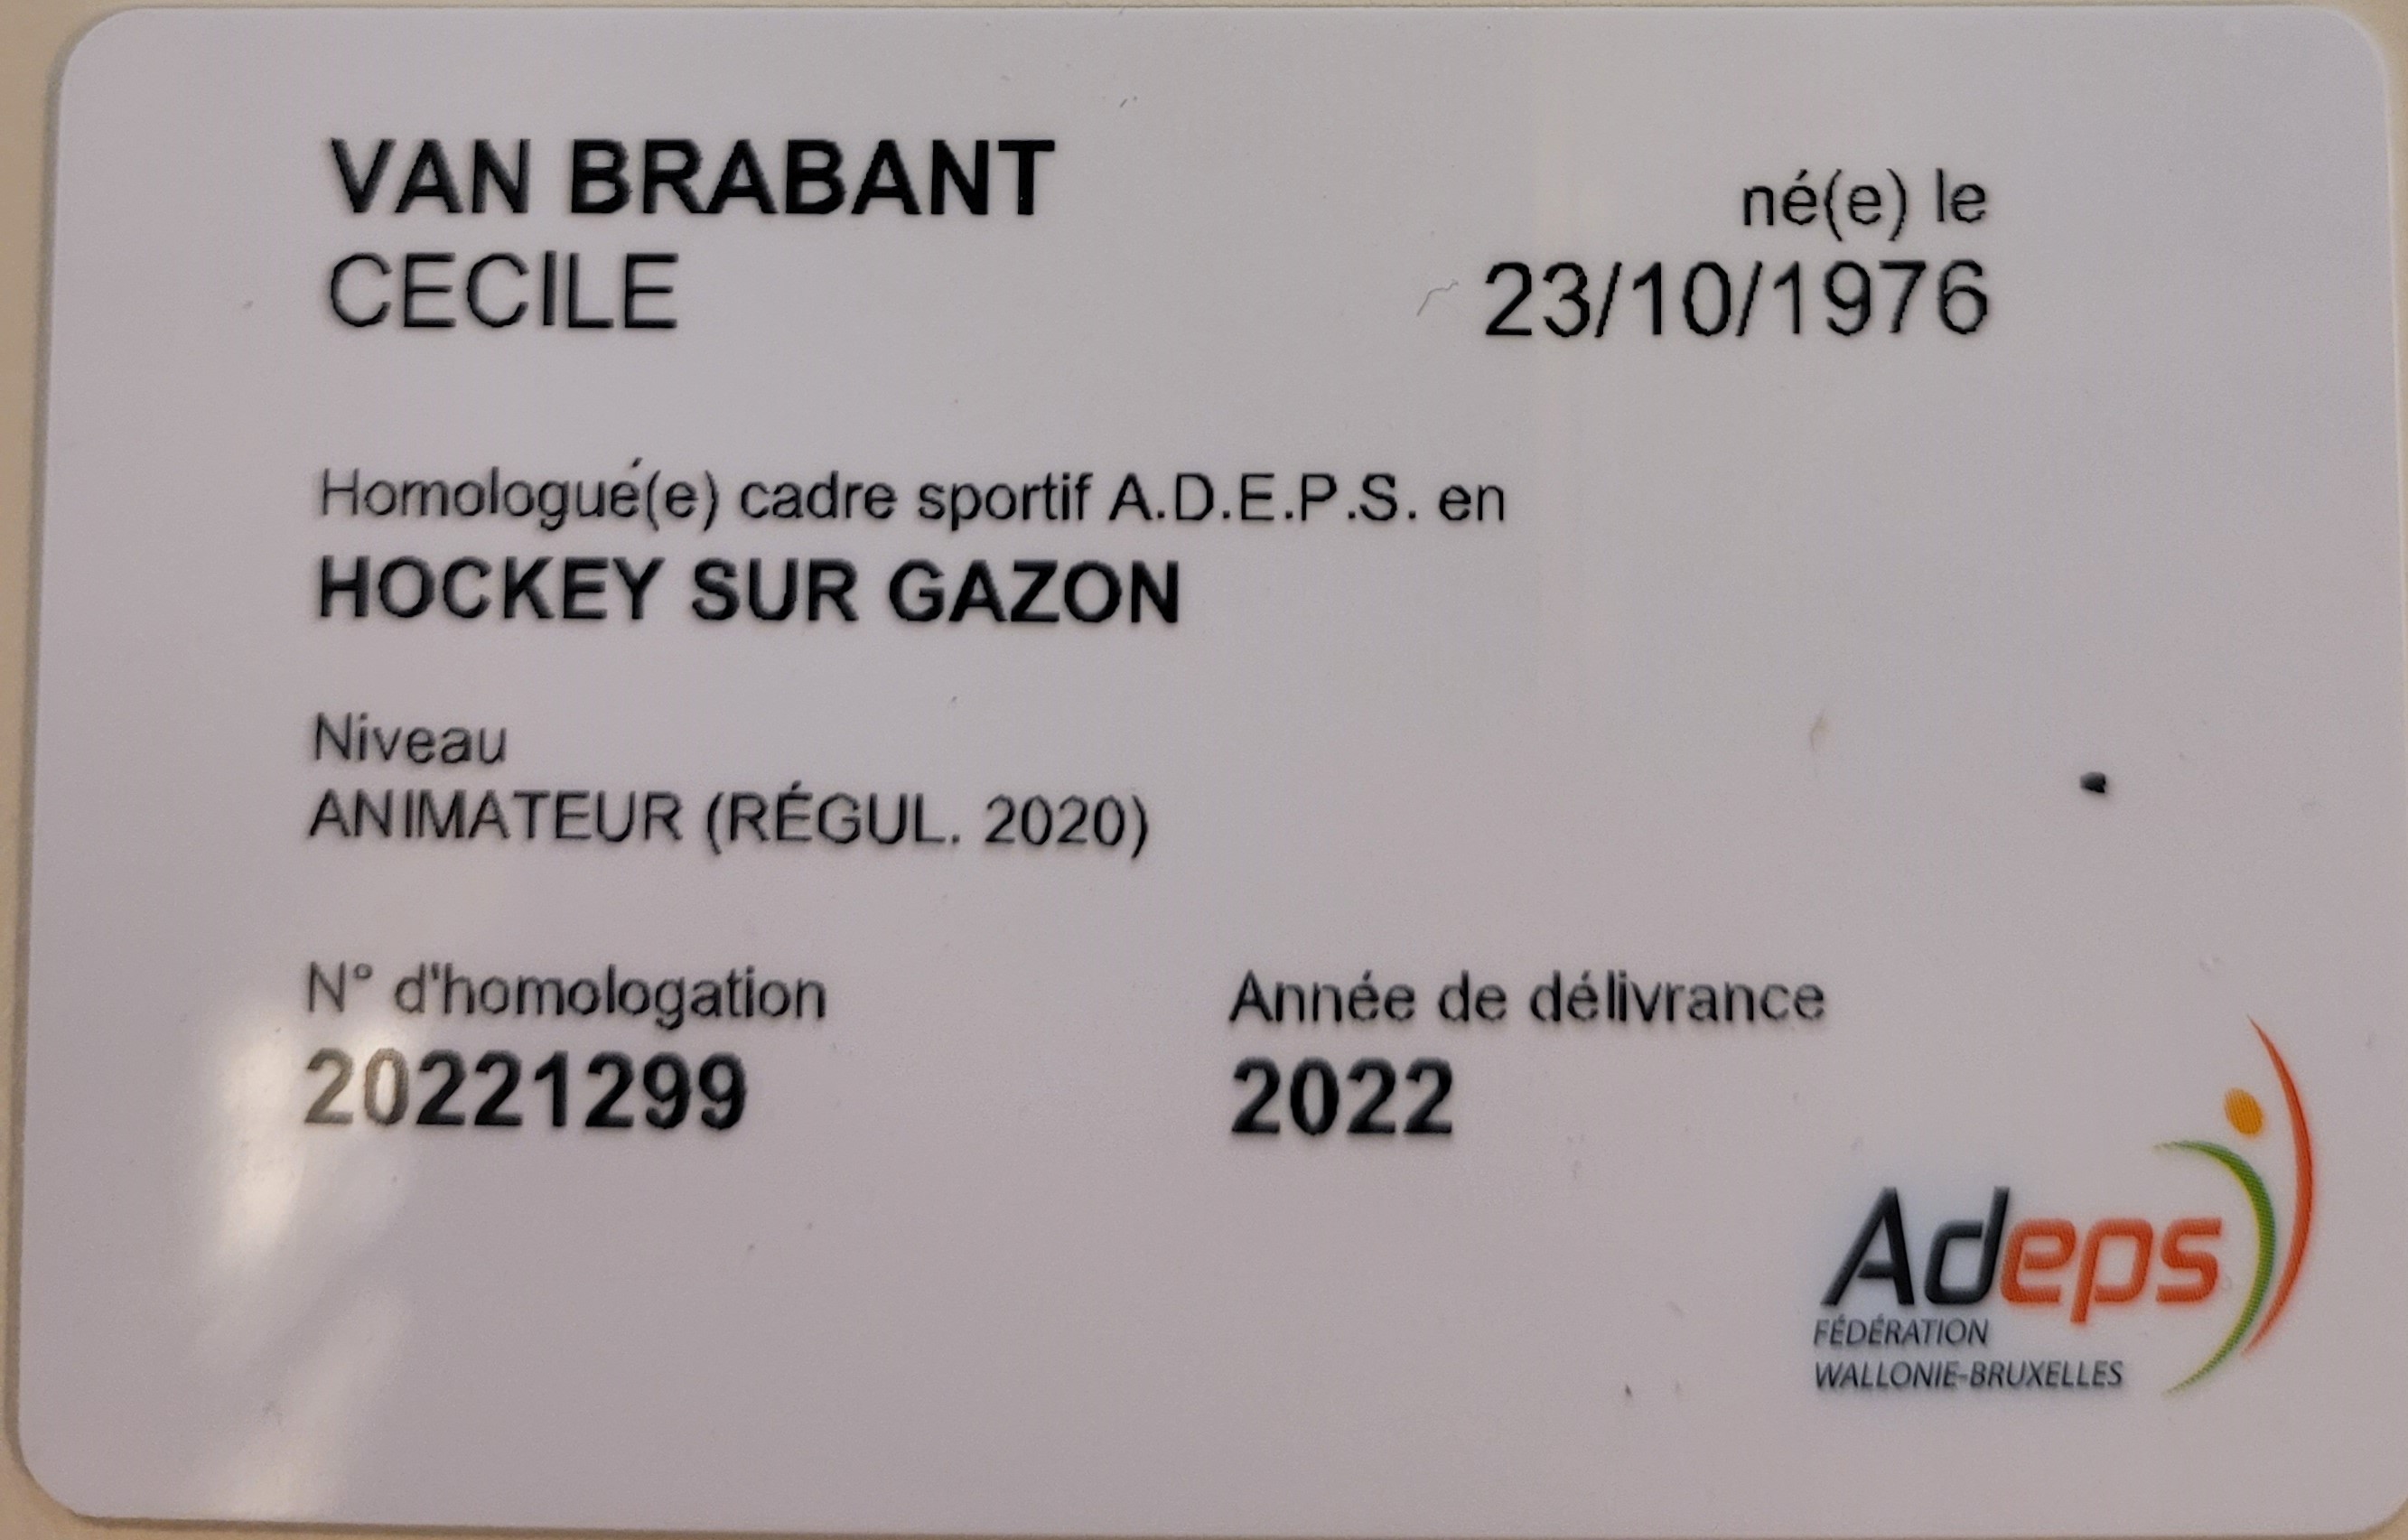 VAN BRABANT
CECILE
né(e) le
23/10/1976
Homologué(e) cadre sportif A.D.E.P.S. en
HOCKEY SUR GAZON
Niveau
ANIMATEUR (RÉGUL. 2020)
N° d'homologation
20221299
Année de délivrance
2022
Adeps
FÉDÉRATION
WALLONIE-BRUXELLES